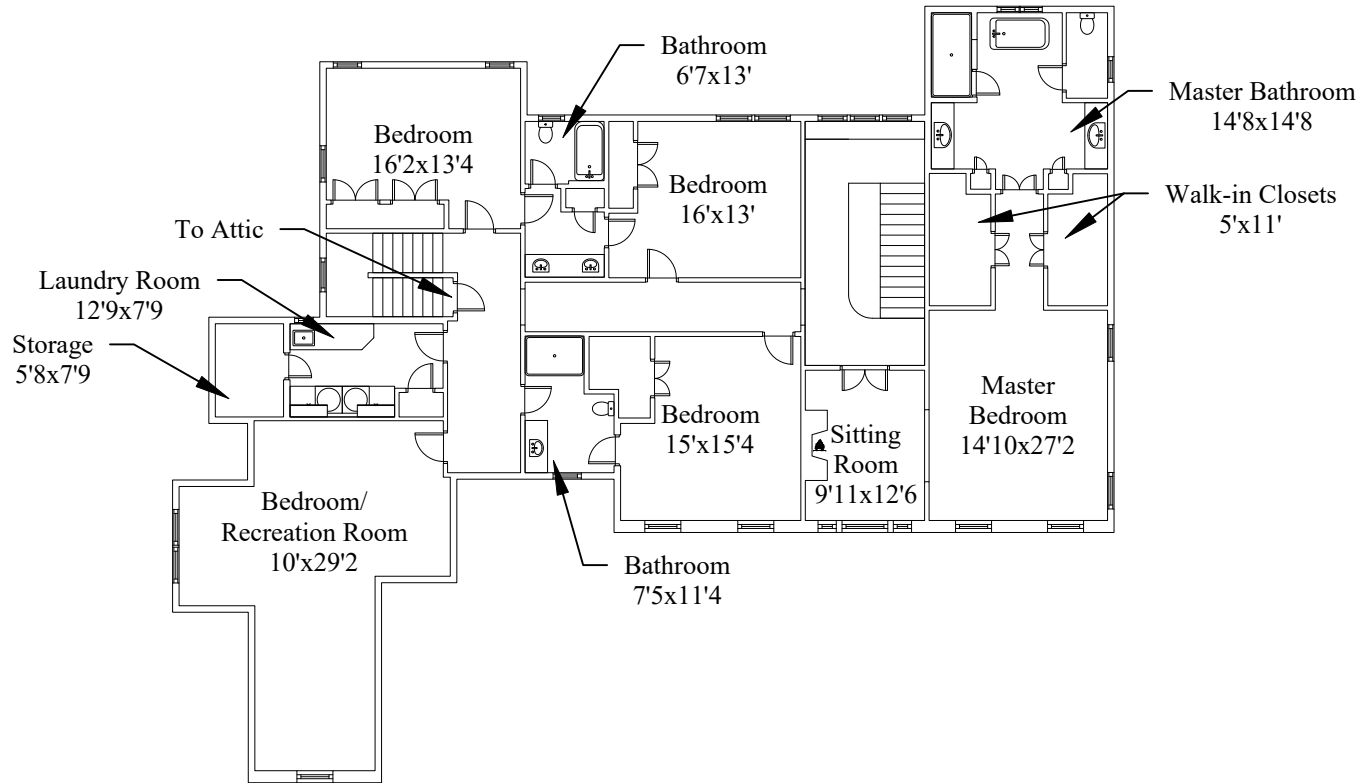 Bathroom
6'7x13'
Master Bathroom
14'8x14'8
Bedroom
16'2x13'4
Bedroom
16'x13'
Walk-in Closets
5'x11'
To Attic
Laundry Room
12'9x7'9
Storage
5'8x7'9
Bedroom
15'x15'4
Sitting
Room
9'11x12'6
Master
Bedroom
14'10x27'2
Bedroom/
Recreation Room
10'x29'2
Bathroom
7'5x11'4